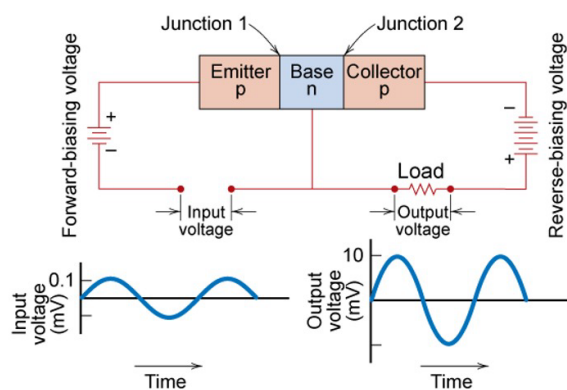 Junction 1
Junction 2
Forward-biasing voltage
Emitter
p
Base
n
Collector
p
Reverse-biasing voltage
+
−
−
+
Load
Input
voltage
Output
voltage
Input
voltage
(mV)
0.1
Time
Output
voltage
(mV)
10
Time